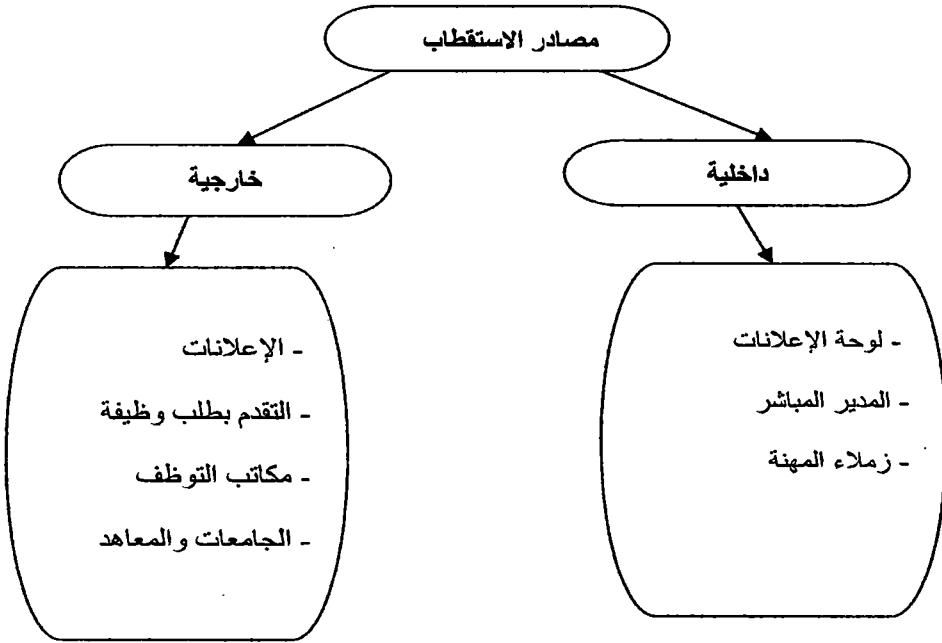 مصادر الاستقطاب
داخلية
خارجية
- لوحة الإعلانات
- المدير المباشر
- زملاء المهنة
- الإعلانات
- التقدم بطلب وظيفة
- مكاتب التوظف
- الجامعات والمعاهد